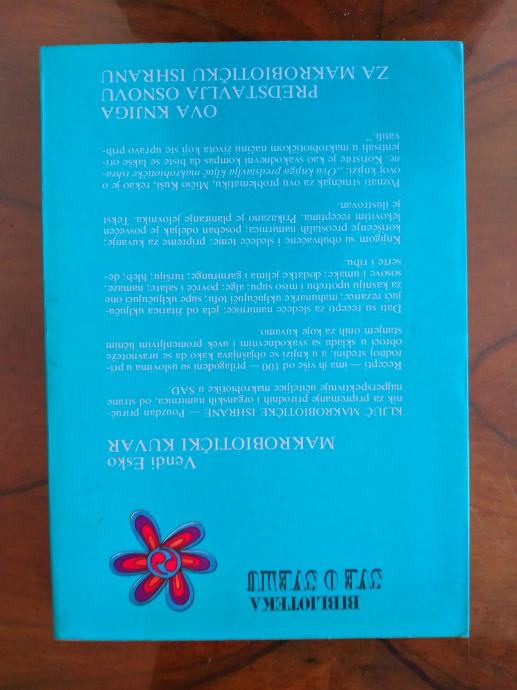 BIBLIOTEKA
SVE O SVEMU
Vendi Esko
MAKROBIOTIČKI KUVAR
KLJUČ MAKROBIOTIČKE ISHRANE — Pouzdan priruč-
nik za pripremanje prirodnih i organskih namirnica, od strane
najperspektivnije učiteljice makrobiotike u SAD.
Recepti — ima ih više od 100 — prilagođeni su uslovima u pri-
rodnoj sredini, a u knjizi se objašnjava kako da se uravnoteže
obroci u skladu sa svakodnevnim i uvek promenljivim ličnim
stanjem onih za koje kuvamo.
Dati su recepti za sledeće namirnice: jela od žitarica uključu-
jući rezance; mahunarke uključujući tofu; supe uključujući one
za kasniju upotrebu i miso supu; alge; povrće i salate; namaze,
sosove i umake; dodatke jelima i garniranje; turšiju; hleb, de-
serte i ribu.
Knjigom su obuhvaćene i sledeće teme: pripreme za kuvanje;
korišćenje preostalih namirnica; poseban odeljak je posvećen
lekovitim receptima. Prikazano je planiranje jelovnika. Tekst
je ilustrovan.
Poznati stručnjak za ovu problematiku, Mičio Kuši, rekao je o
ovoj knjizi: „Ova knjiga predstavlja ključ makrobiotičke ishra-
ne. Koristite je kao svakodnevni kompas da biste se lakše ori-
jentisali u makrobiotičkom načinu života koji ste upravo prih-
vatili."
OVA KNJIGA
PREDSTAVLJA OSNOVU
ZA MAKROBIOTIČKU ISHRANU